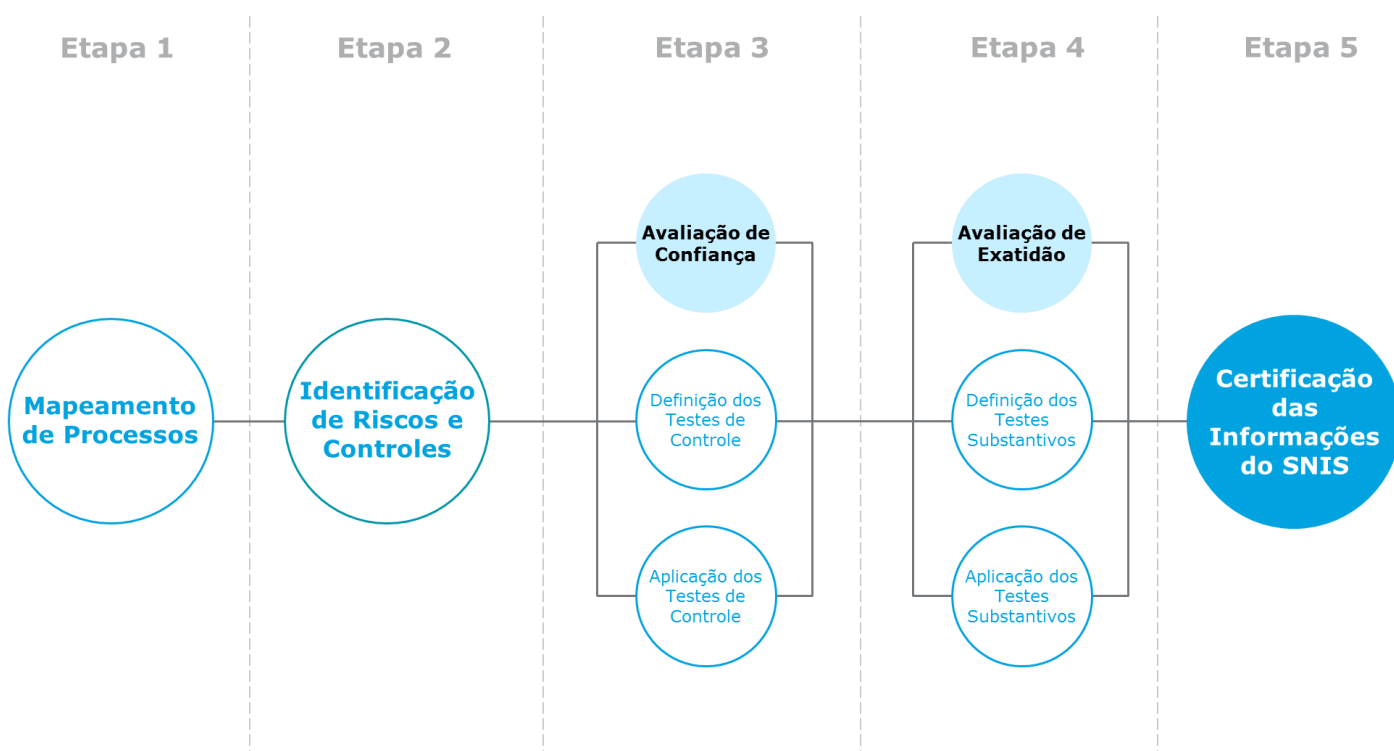 Etapa 1
Etapa 2
Etapa 3
Etapa 4
Etapa 5
Mapeamento
de Processos
Identificação
de Riscos e
Controles
Avaliação de
Confiança
Definição dos
Testes de
Controle
Aplicação dos
Testes de
Controle
Avaliação de
Exatidão
Definição dos
Testes
Substantivos
Aplicação dos
Testes
Substantivos
Certificação
das
Informações
do SNIS